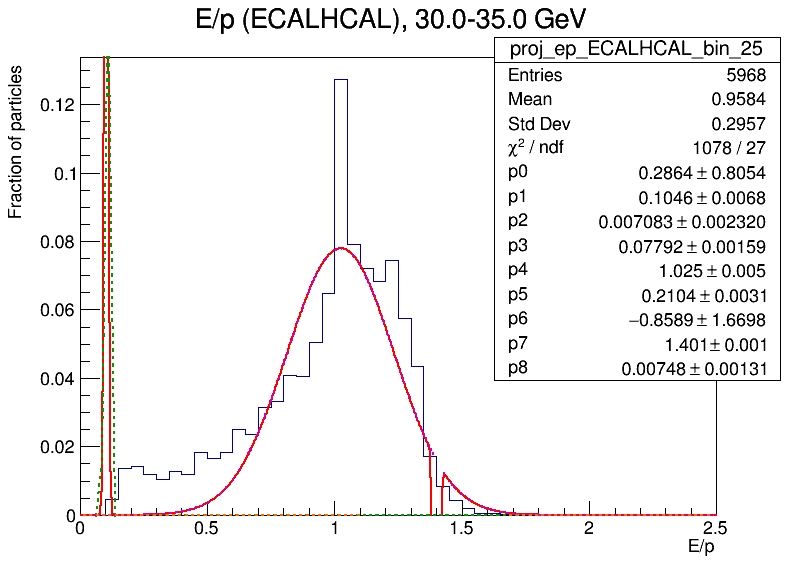 E/p (ECALHCAL), 30.0-35.0 GeV
proj_ep_ECALHCAL_bin_25
Entries 5968
Mean 0.9584
Std Dev 0.2957
χ² / ndf 1078 / 27
p0 0.2864 ± 0.8054
p1 0.1046 ± 0.0068
p2 0.007083 ± 0.002320
p3 0.07792 ± 0.00159
p4 1.025 ± 0.005
p5 0.2104 ± 0.0031
p6 −0.8589 ± 1.6698
p7 1.401 ± 0.001
p8 0.00748 ± 0.00131
Fraction of particles
0.12
0.1
0.08
0.06
0.04
0.02
0
0 0.5 1 1.5 2 2.5
E/p